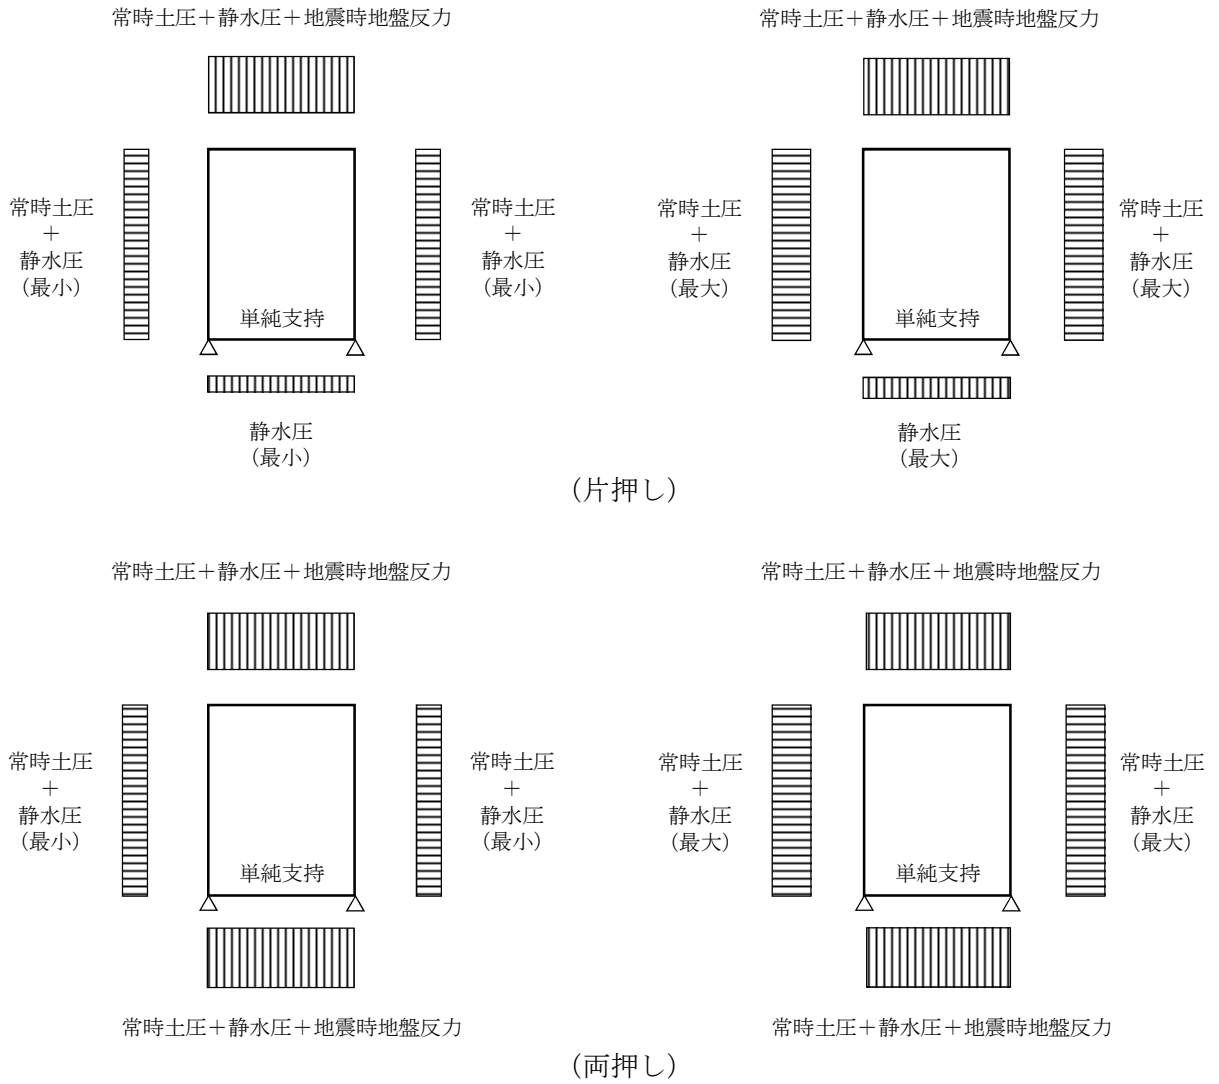 常時土圧＋静水圧＋地震時地盤反力
常時土圧
＋
静水圧
(最小)
常時土圧
＋
静水圧
(最小)
単純支持
静水圧
(最小)
常時土圧＋静水圧＋地震時地盤反力
常時土圧
＋
静水圧
(最大)
常時土圧
＋
静水圧
(最大)
単純支持
静水圧
(最大)
(片押し)
常時土圧＋静水圧＋地震時地盤反力
常時土圧
＋
静水圧
(最小)
常時土圧
＋
静水圧
(最小)
単純支持
常時土圧＋静水圧＋地震時地盤反力
常時土圧＋静水圧＋地震時地盤反力
常時土圧
＋
静水圧
(最大)
常時土圧
＋
静水圧
(最大)
単純支持
常時土圧＋静水圧＋地震時地盤反力
(両押し)